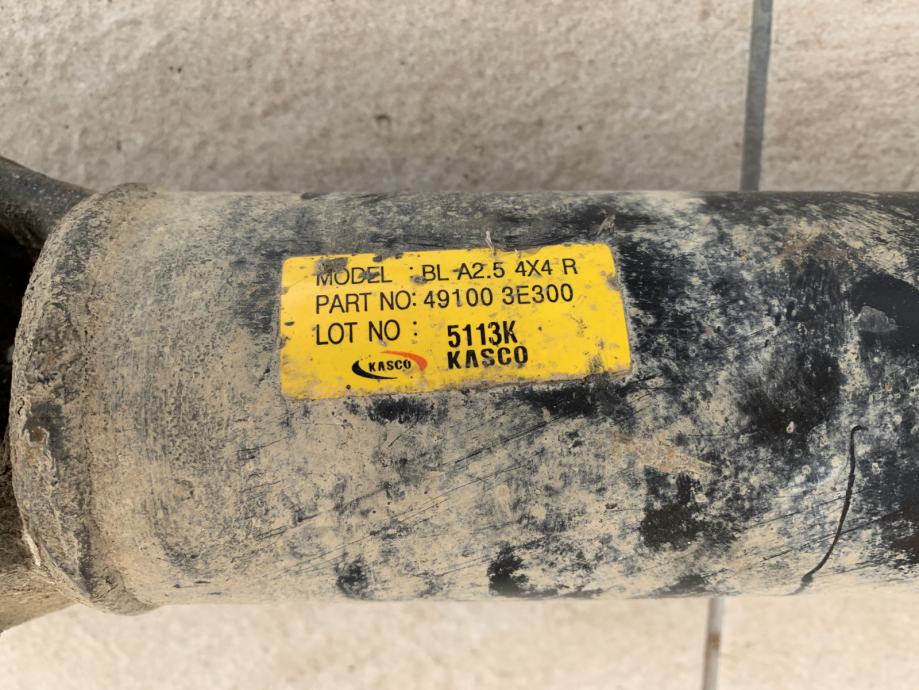 MODEL : BL A2.5 4X4 R
PART NO: 49100 3E300
LOT NO : 5113K
KASCO KASCO